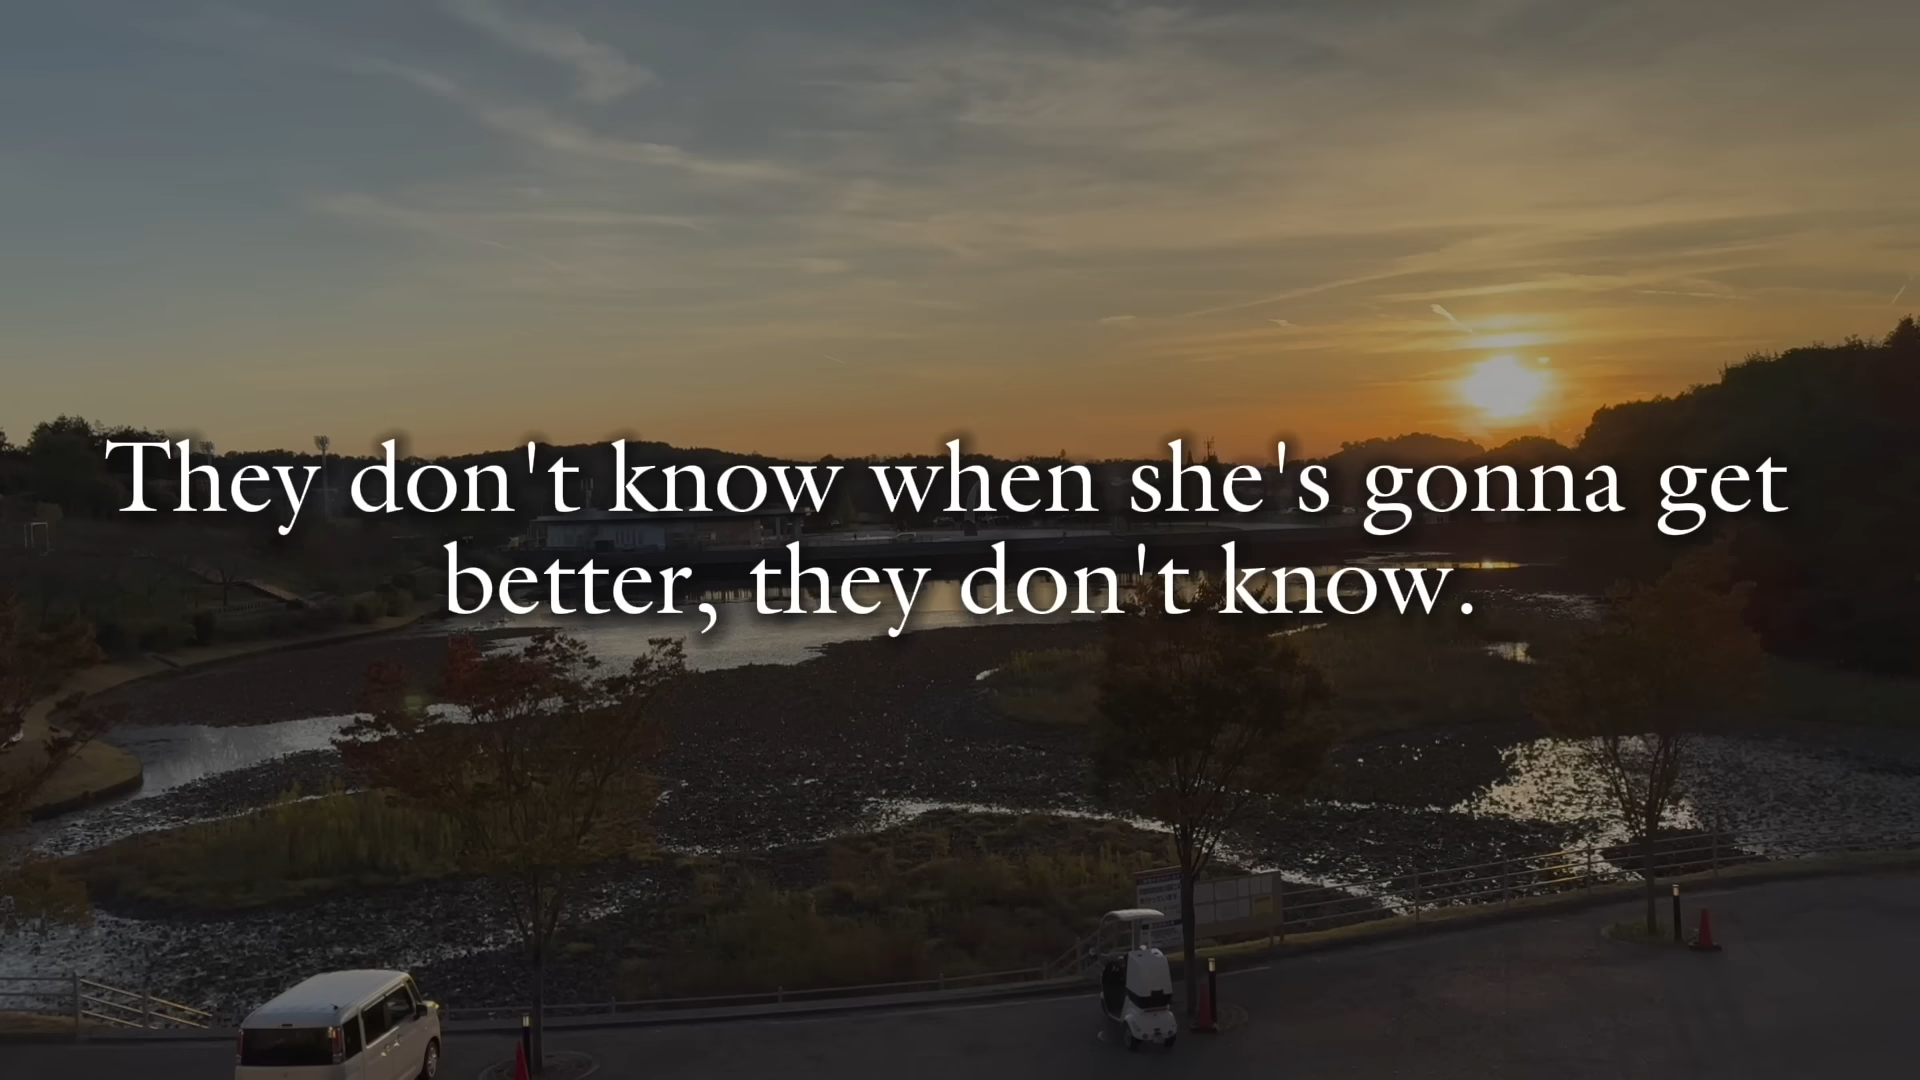 They don't know when she's gonna get
better, they don't know.